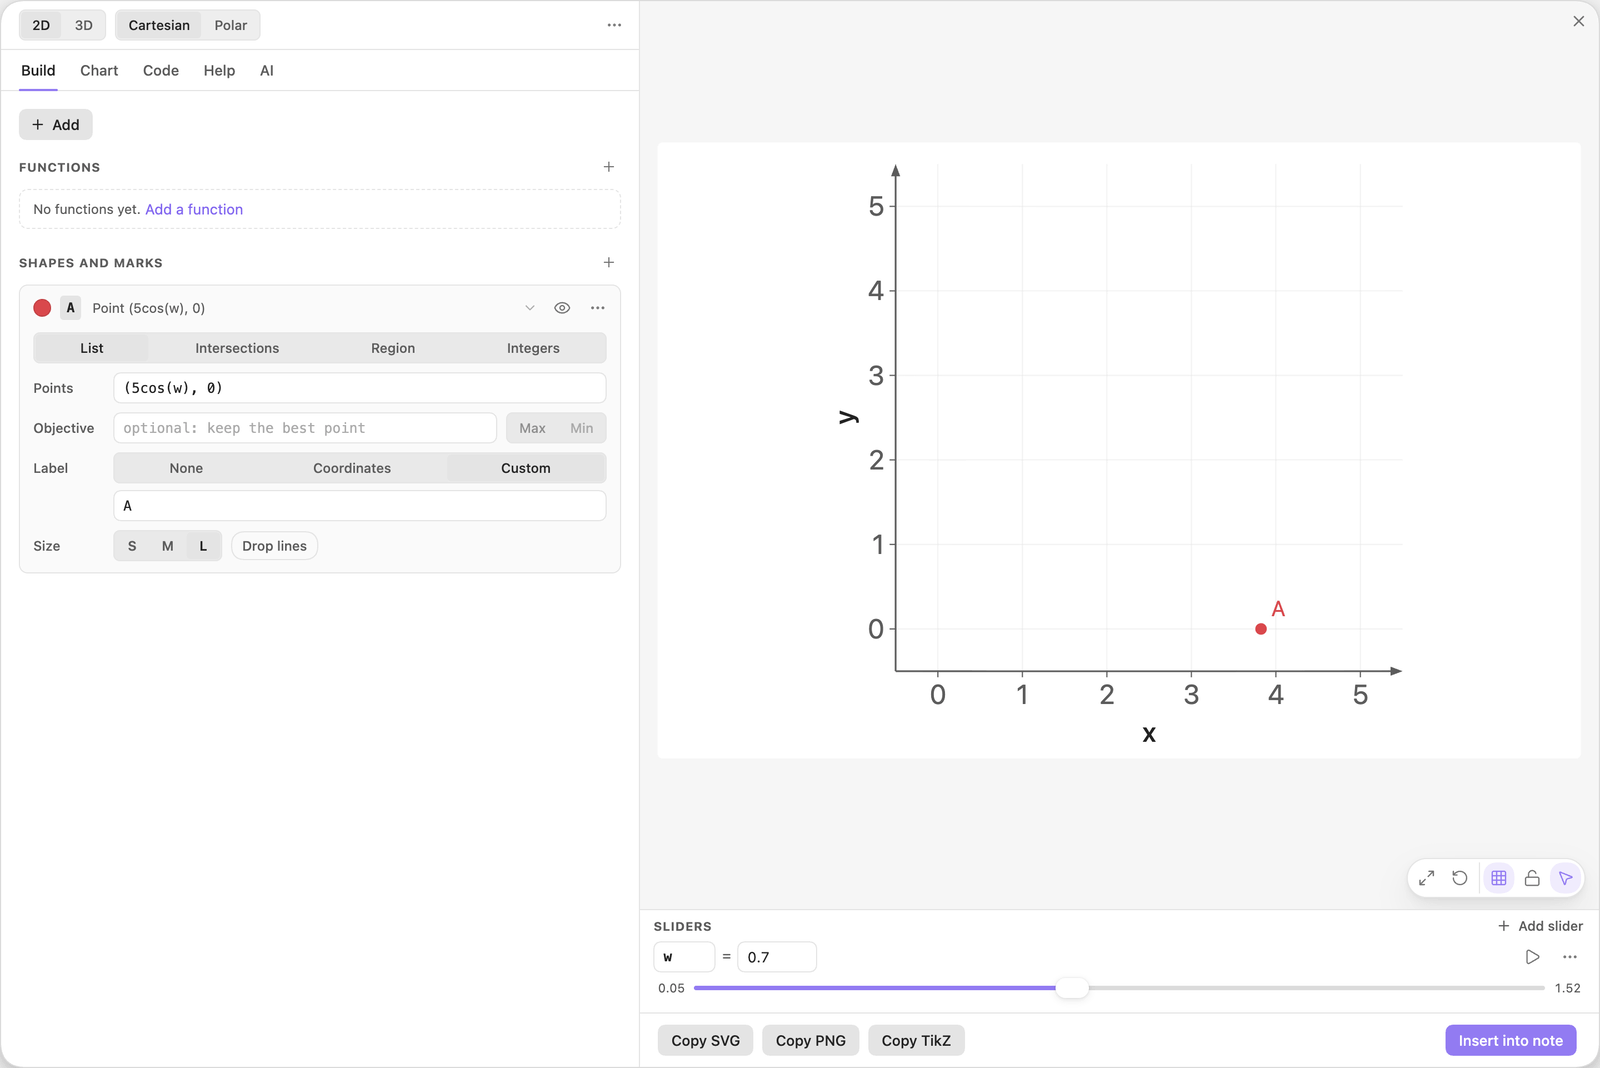 2D 3D Cartesian Polar
Build Chart Code Help AI
+ Add
FUNCTIONS
No functions yet. Add a function
SHAPES AND MARKS
A Point (5cos(w), 0)
List Intersections Region Integers
Points (5cos(w), 0)
Objective optional: keep the best point Max Min
Label None Coordinates Custom
A
Size S M L Drop lines
5
4
3
y
2
1
A
0
0 1 2 3 4 5
x
SLIDERS + Add slider
w = 0.7
0.05 1.52
Copy SVG Copy PNG Copy TikZ Insert into note